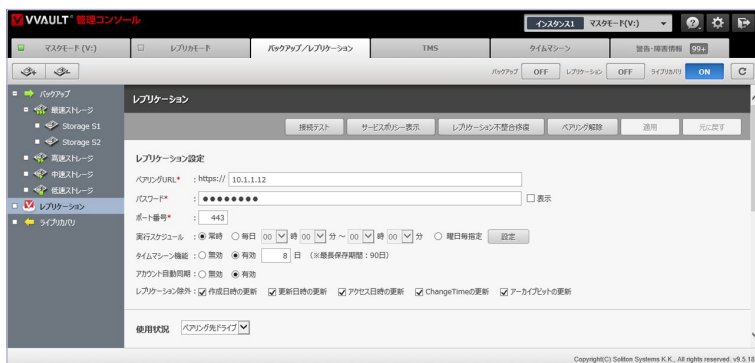 VVAULT® 管理コンソール インスタンス1 マスタモード(V:)
マスタモード (V:) レプリカモード バックアップ/レプリケーション TMS タイムマシーン 警告・障害情報 99+
バックアップ OFF レプリケーション OFF ライブリカバリ ON
バックアップ
最速ストレージ
Storage S1
Storage S2
高速ストレージ
中速ストレージ
低速ストレージ
レプリケーション
ライブリカバリ
レプリケーション
接続テスト サービスポリシー表示 レプリケーション不整合修復 ペアリング解除 適用 元に戻す
レプリケーション設定
ペアリングURL* : https:// 10.1.1.12
パスワード* : ●●●●●●●● 表示
ポート番号* : 443
実行スケジュール : 常時 毎日 00 時 00 分 ~ 00 時 00 分 曜日毎指定 設定
タイムマシーン機能 : 無効 有効 8 日 (※最長保存期間:90日)
アカウント自動同期 : 無効 有効
レプリケーション除外 : 作成日時の更新 更新日時の更新 アクセス日時の更新 ChangeTimeの更新 アーカイブビットの更新
使用状況 ペアリング先ドライブ
Copyright(C) Soliton Systems K.K., All rights reserved. v9.5.1